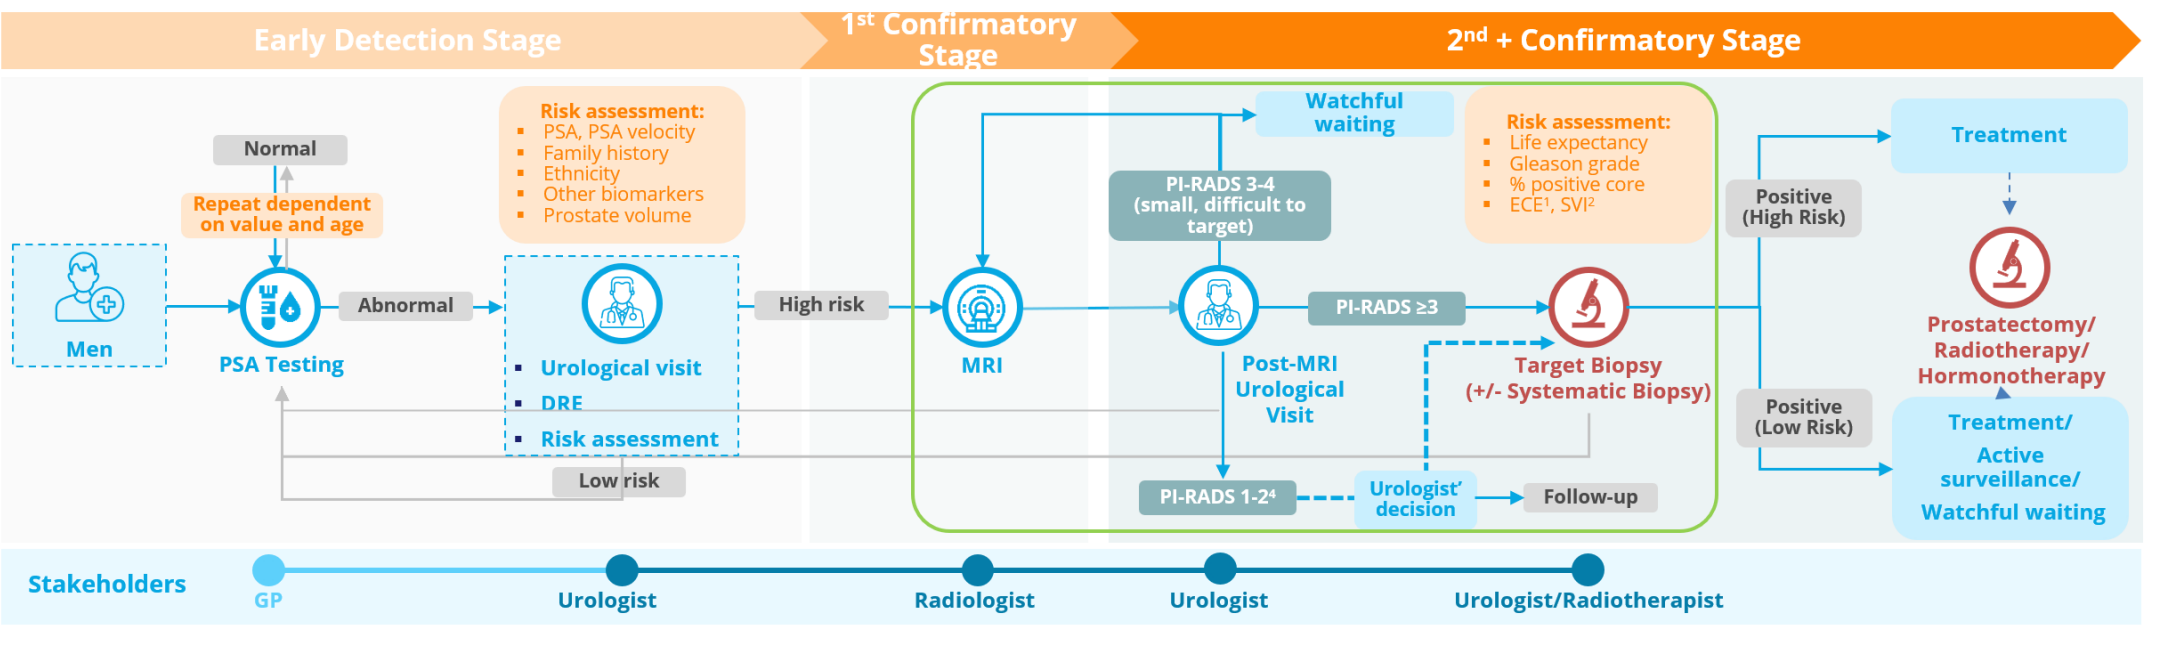 Early Detection Stage
1st Confirmatory
Stage
2nd + Confirmatory Stage
Risk assessment:
▪ PSA, PSA velocity
▪ Family history
▪ Ethnicity
▪ Other biomarkers
▪ Prostate volume
Normal
Repeat dependent
on value and age
Men
PSA Testing
Abnormal
▪ Urological visit
▪ DRE
▪ Risk assessment
Low risk
High risk
MRI
Watchful
waiting
PI-RADS 3-4
(small, difficult to
target)
Post-MRI
Urological
Visit
PI-RADS ≥3
PI-RADS 1-2⁴
Urologist’
decision
Follow-up
Risk assessment:
▪ Life expectancy
▪ Gleason grade
▪ % positive core
▪ ECE¹, SVI²
Target Biopsy
(+/- Systematic Biopsy)
Positive
(High Risk)
Positive
(Low Risk)
Treatment
Prostatectomy/
Radiotherapy/
Hormonotherapy
Treatment/
Active
surveillance/
Watchful waiting
Stakeholders
GP
Urologist
Radiologist
Urologist
Urologist/Radiotherapist